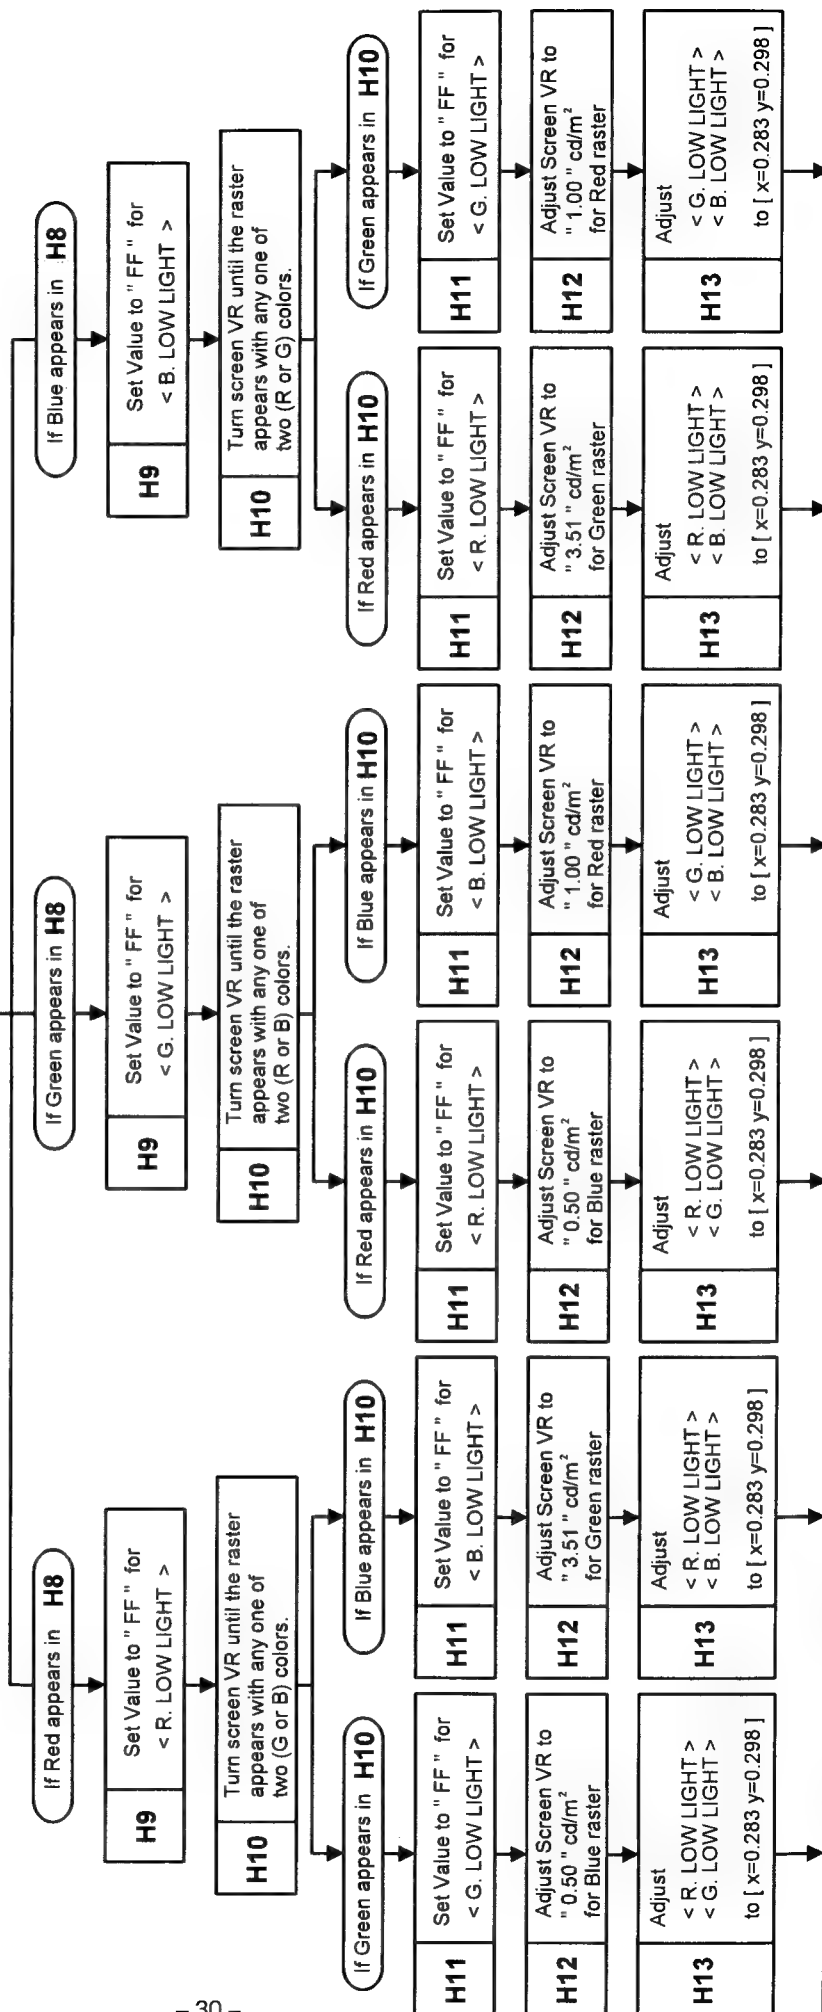 If Red appears in H8
H9
Set Value to " FF " for
< R. LOW LIGHT >
H10
Turn screen VR until the raster
appears with any one of
two (G or B) colors.
If Green appears in H10
H11
Set Value to " FF " for
< G. LOW LIGHT >
H12
Adjust Screen VR to
" 0.50 " cd/m²
for Blue raster
H13
Adjust
< R. LOW LIGHT >
< G. LOW LIGHT >
to [ x=0.283 y=0.298 ]
If Blue appears in H10
H11
Set Value to " FF " for
< B. LOW LIGHT >
H12
Adjust Screen VR to
" 3.51 " cd/m²
for Green raster
H13
Adjust
< R. LOW LIGHT >
< B. LOW LIGHT >
to [ x=0.283 y=0.298 ]
If Green appears in H8
H9
Set Value to " FF " for
< G. LOW LIGHT >
H10
Turn screen VR until the raster
appears with any one of
two (R or B) colors.
If Red appears in H10
H11
Set Value to " FF " for
< R. LOW LIGHT >
H12
Adjust Screen VR to
" 0.50 " cd/m²
for Blue raster
H13
Adjust
< R. LOW LIGHT >
< G. LOW LIGHT >
to [ x=0.283 y=0.298 ]
If Blue appears in H10
H11
Set Value to " FF " for
< B. LOW LIGHT >
H12
Adjust Screen VR to
" 1.00 " cd/m²
for Red raster
H13
Adjust
< G. LOW LIGHT >
< B. LOW LIGHT >
to [ x=0.283 y=0.298 ]
If Blue appears in H8
H9
Set Value to " FF " for
< B. LOW LIGHT >
H10
Turn screen VR until the raster
appears with any one of
two (R or G) colors.
If Red appears in H10
H11
Set Value to " FF " for
< R. LOW LIGHT >
H12
Adjust Screen VR to
" 3.51 " cd/m²
for Green raster
H13
Adjust
< R. LOW LIGHT >
< B. LOW LIGHT >
to [ x=0.283 y=0.298 ]
If Green appears in H10
H11
Set Value to " FF " for
< G. LOW LIGHT >
H12
Adjust Screen VR to
" 1.00 " cd/m²
for Red raster
H13
Adjust
< G. LOW LIGHT >
< B. LOW LIGHT >
to [ x=0.283 y=0.298 ]
– 30 –